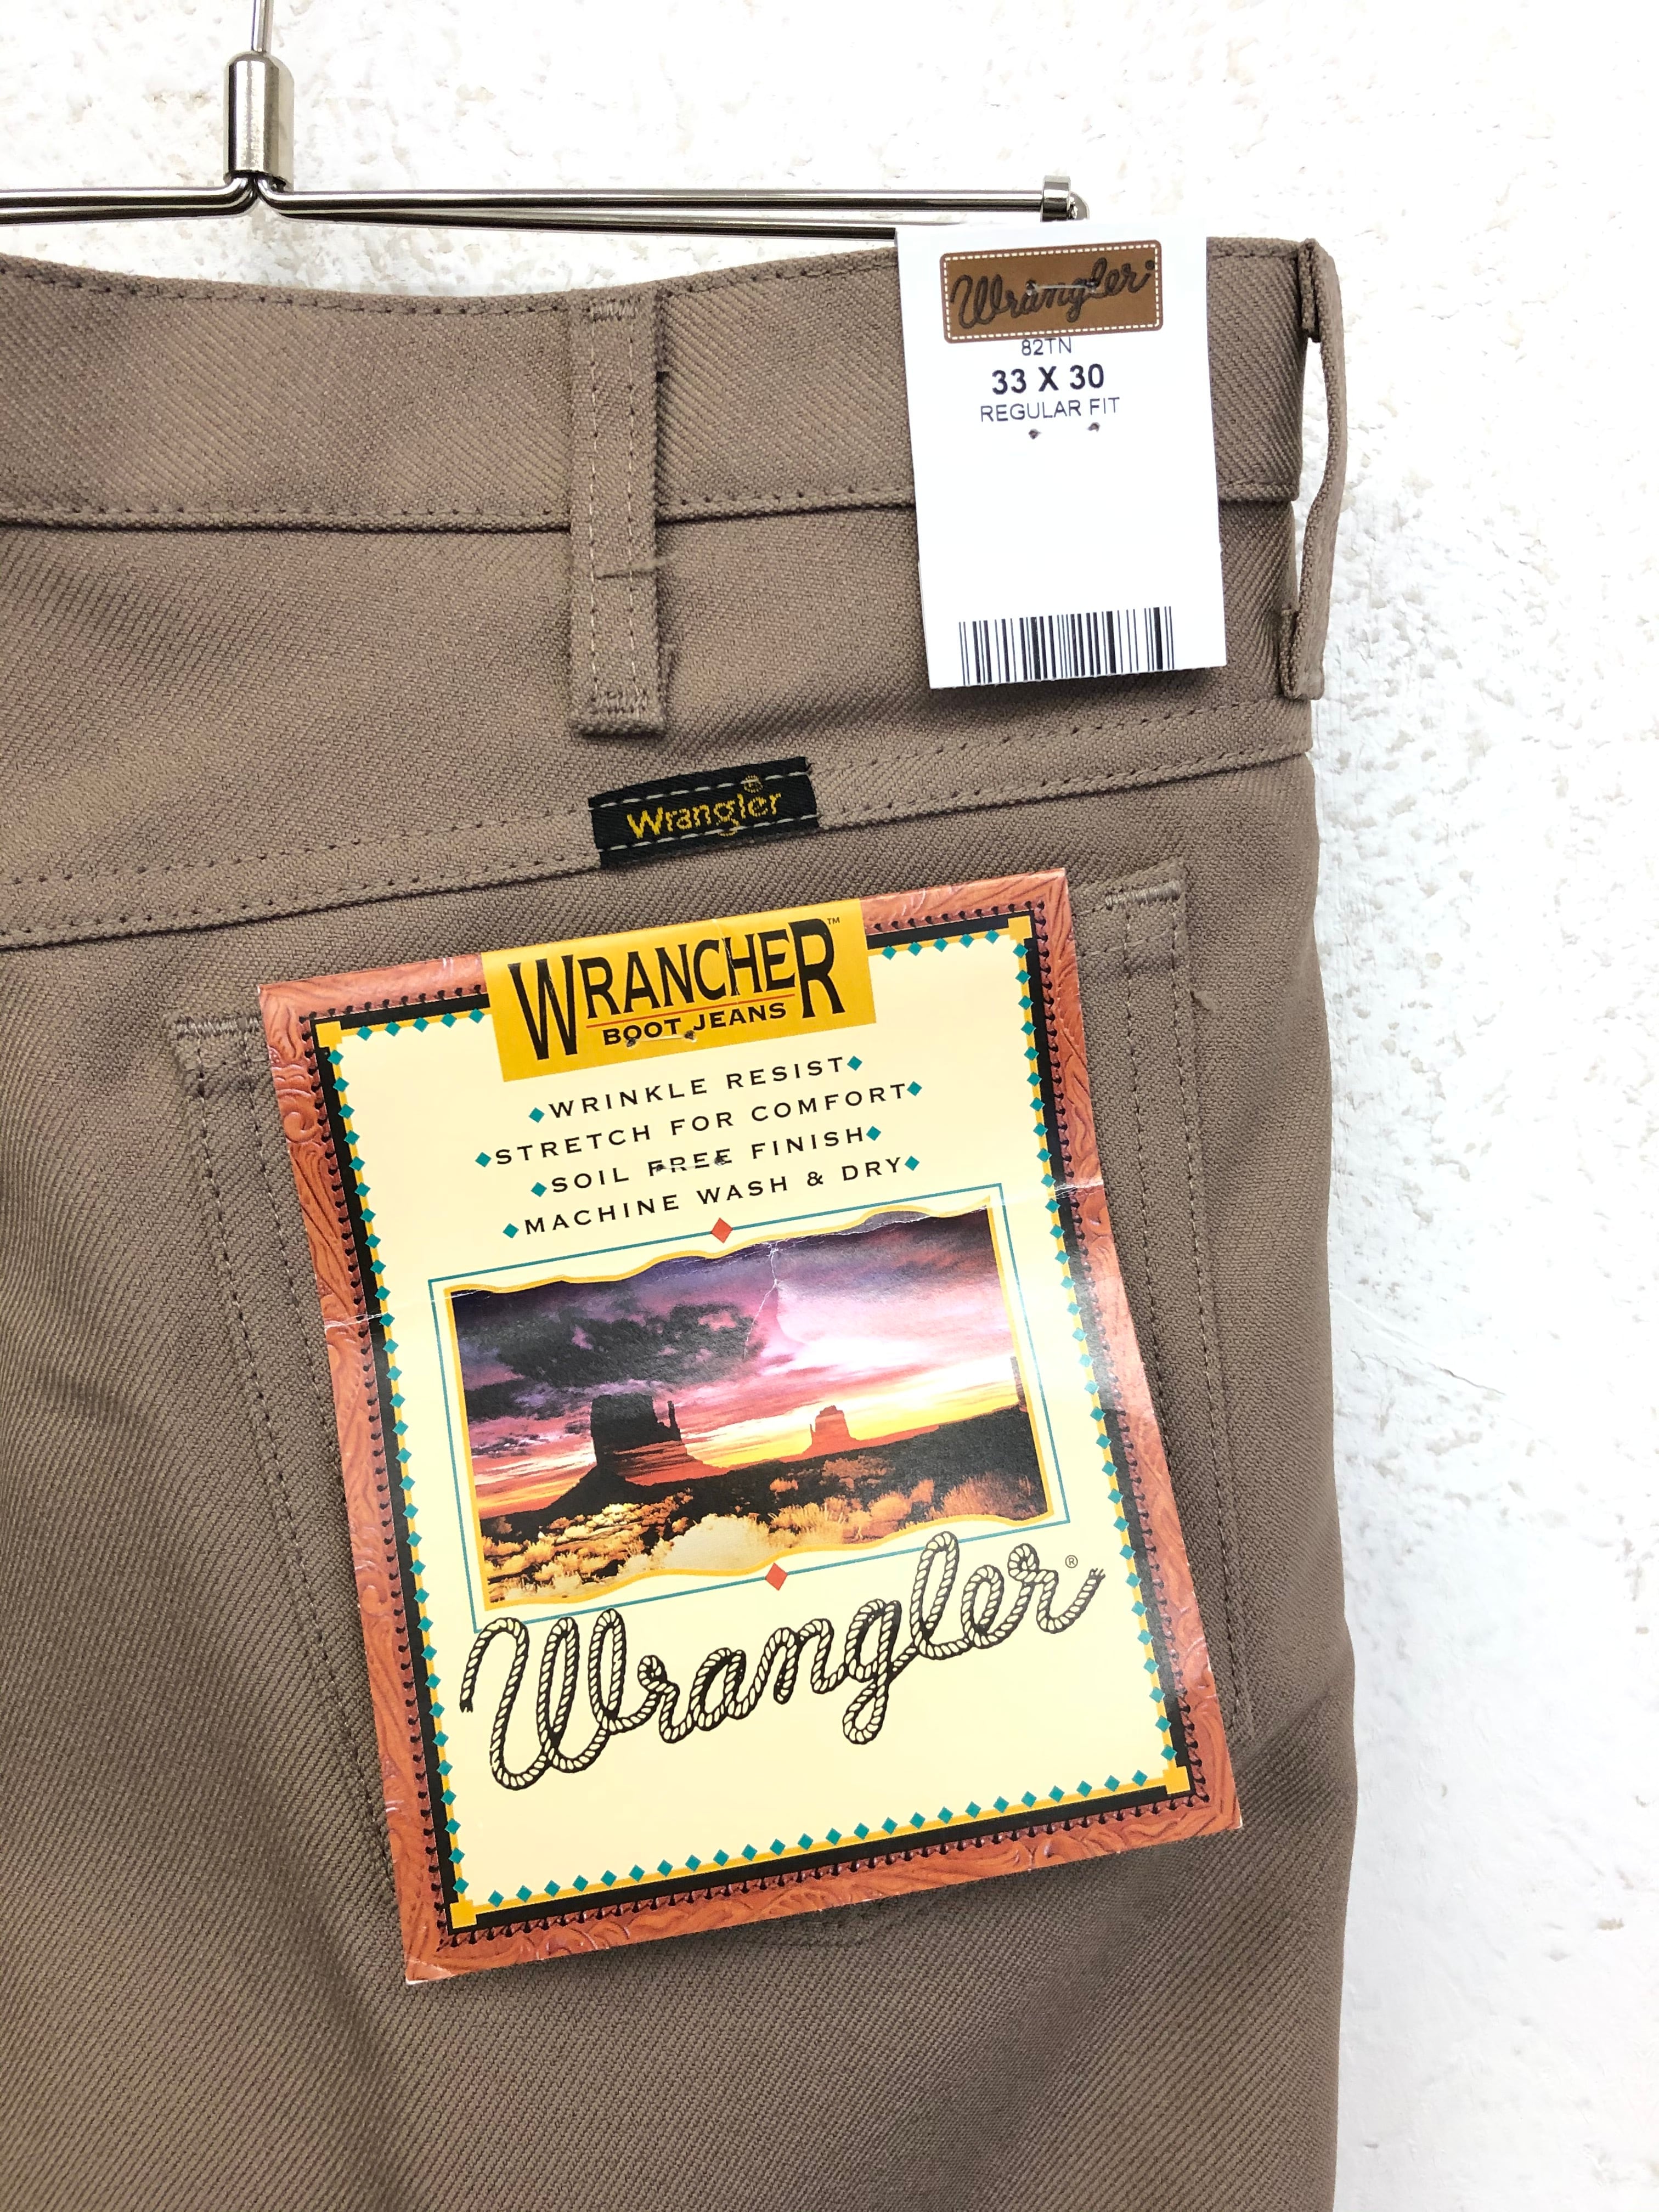 Wrangler®
82TN
33 X 30
REGULAR FIT
Wrangler®
WRANCHER™
BOOT JEANS
WRINKLE RESIST
STRETCH FOR COMFORT
SOIL FREE FINISH
MACHINE WASH & DRY
Wrangler®